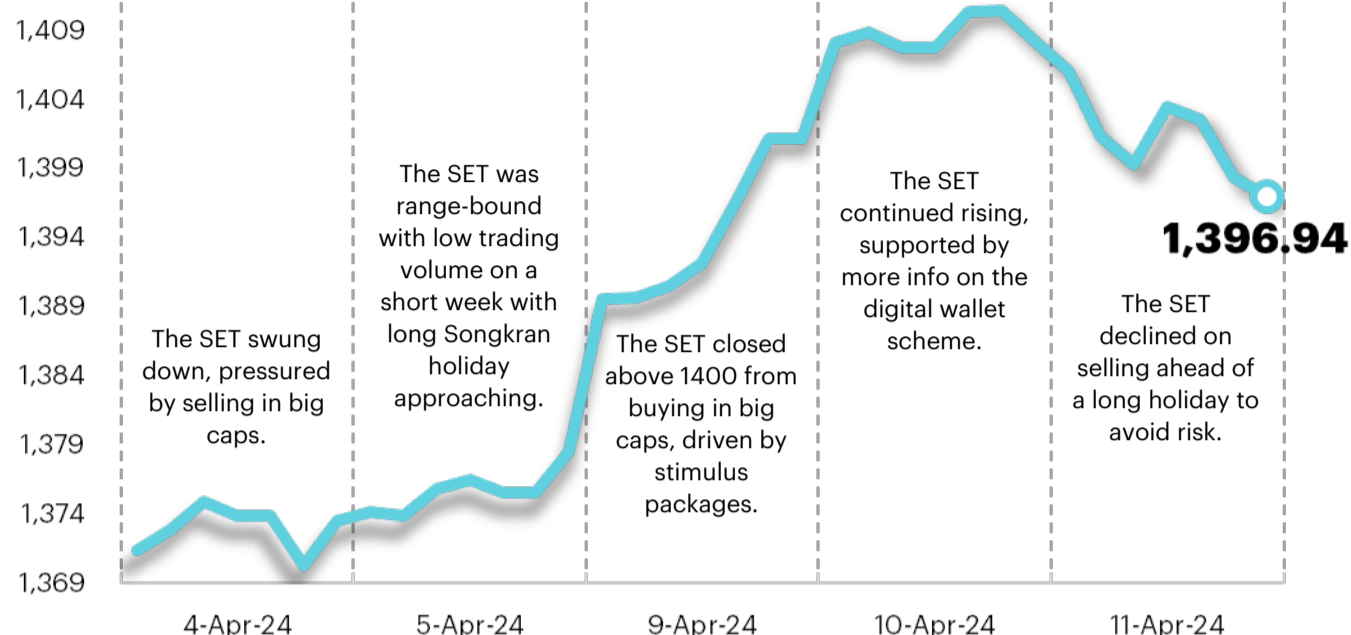 1,409
1,404
1,399
1,394
1,389
1,384
1,379
1,374
1,369
The SET swung
down, pressured
by selling in big
caps.
The SET was
range-bound
with low trading
volume on a
short week with
long Songkran
holiday
approaching.
The SET closed
above 1400 from
buying in big
caps, driven by
stimulus
packages.
The SET
continued rising,
supported by
more info on the
digital wallet
scheme.
1,396.94
The SET
declined on
selling ahead of
a long holiday to
avoid risk.
4-Apr-24
5-Apr-24
9-Apr-24
10-Apr-24
11-Apr-24